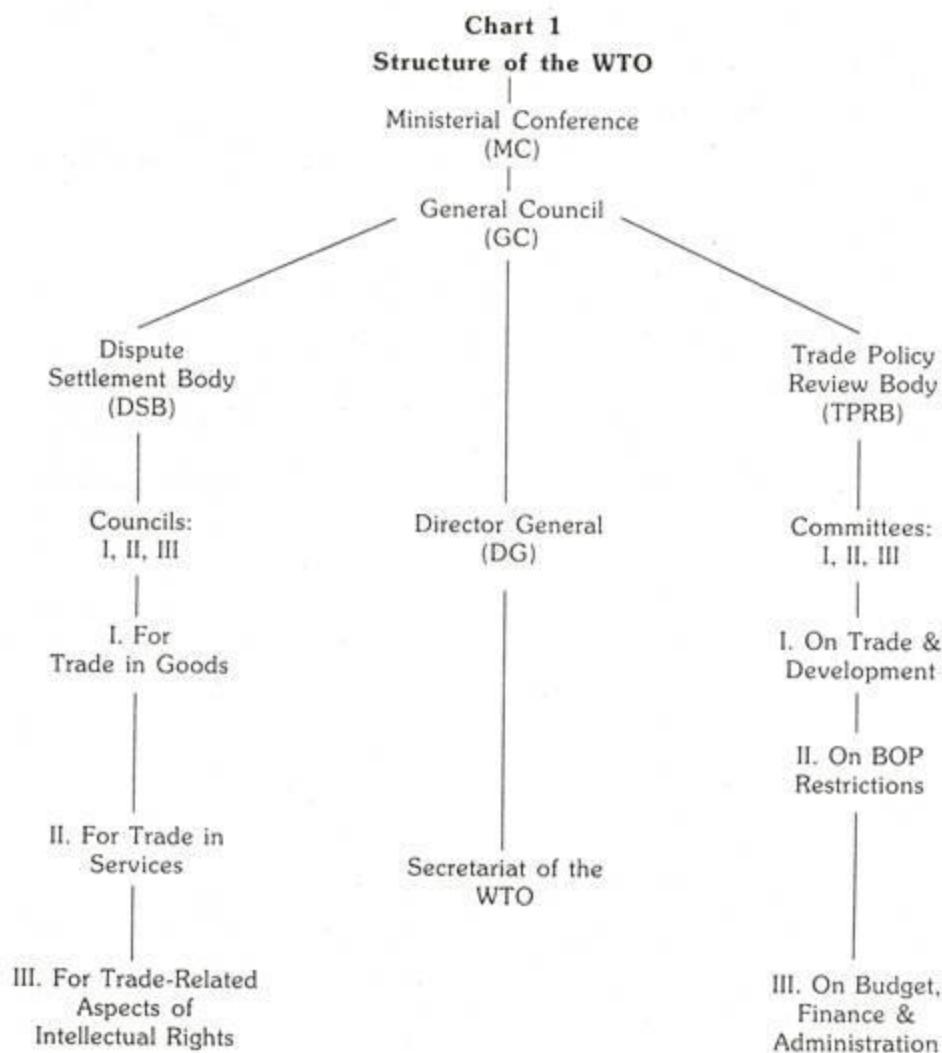 Chart 1
Structure of the WTO
Ministerial Conference
(MC)
General Council
(GC)
Dispute
Settlement Body
(DSB)
Trade Policy
Review Body
(TPRB)
Councils:
I, II, III
Director General
(DG)
Committees:
I, II, III
I. For
Trade in Goods
I. On Trade &
Development
II. On BOP
Restrictions
II. For Trade in
Services
Secretariat of the
WTO
III. For Trade-Related
Aspects of
Intellectual Rights
III. On Budget,
Finance &
Administration